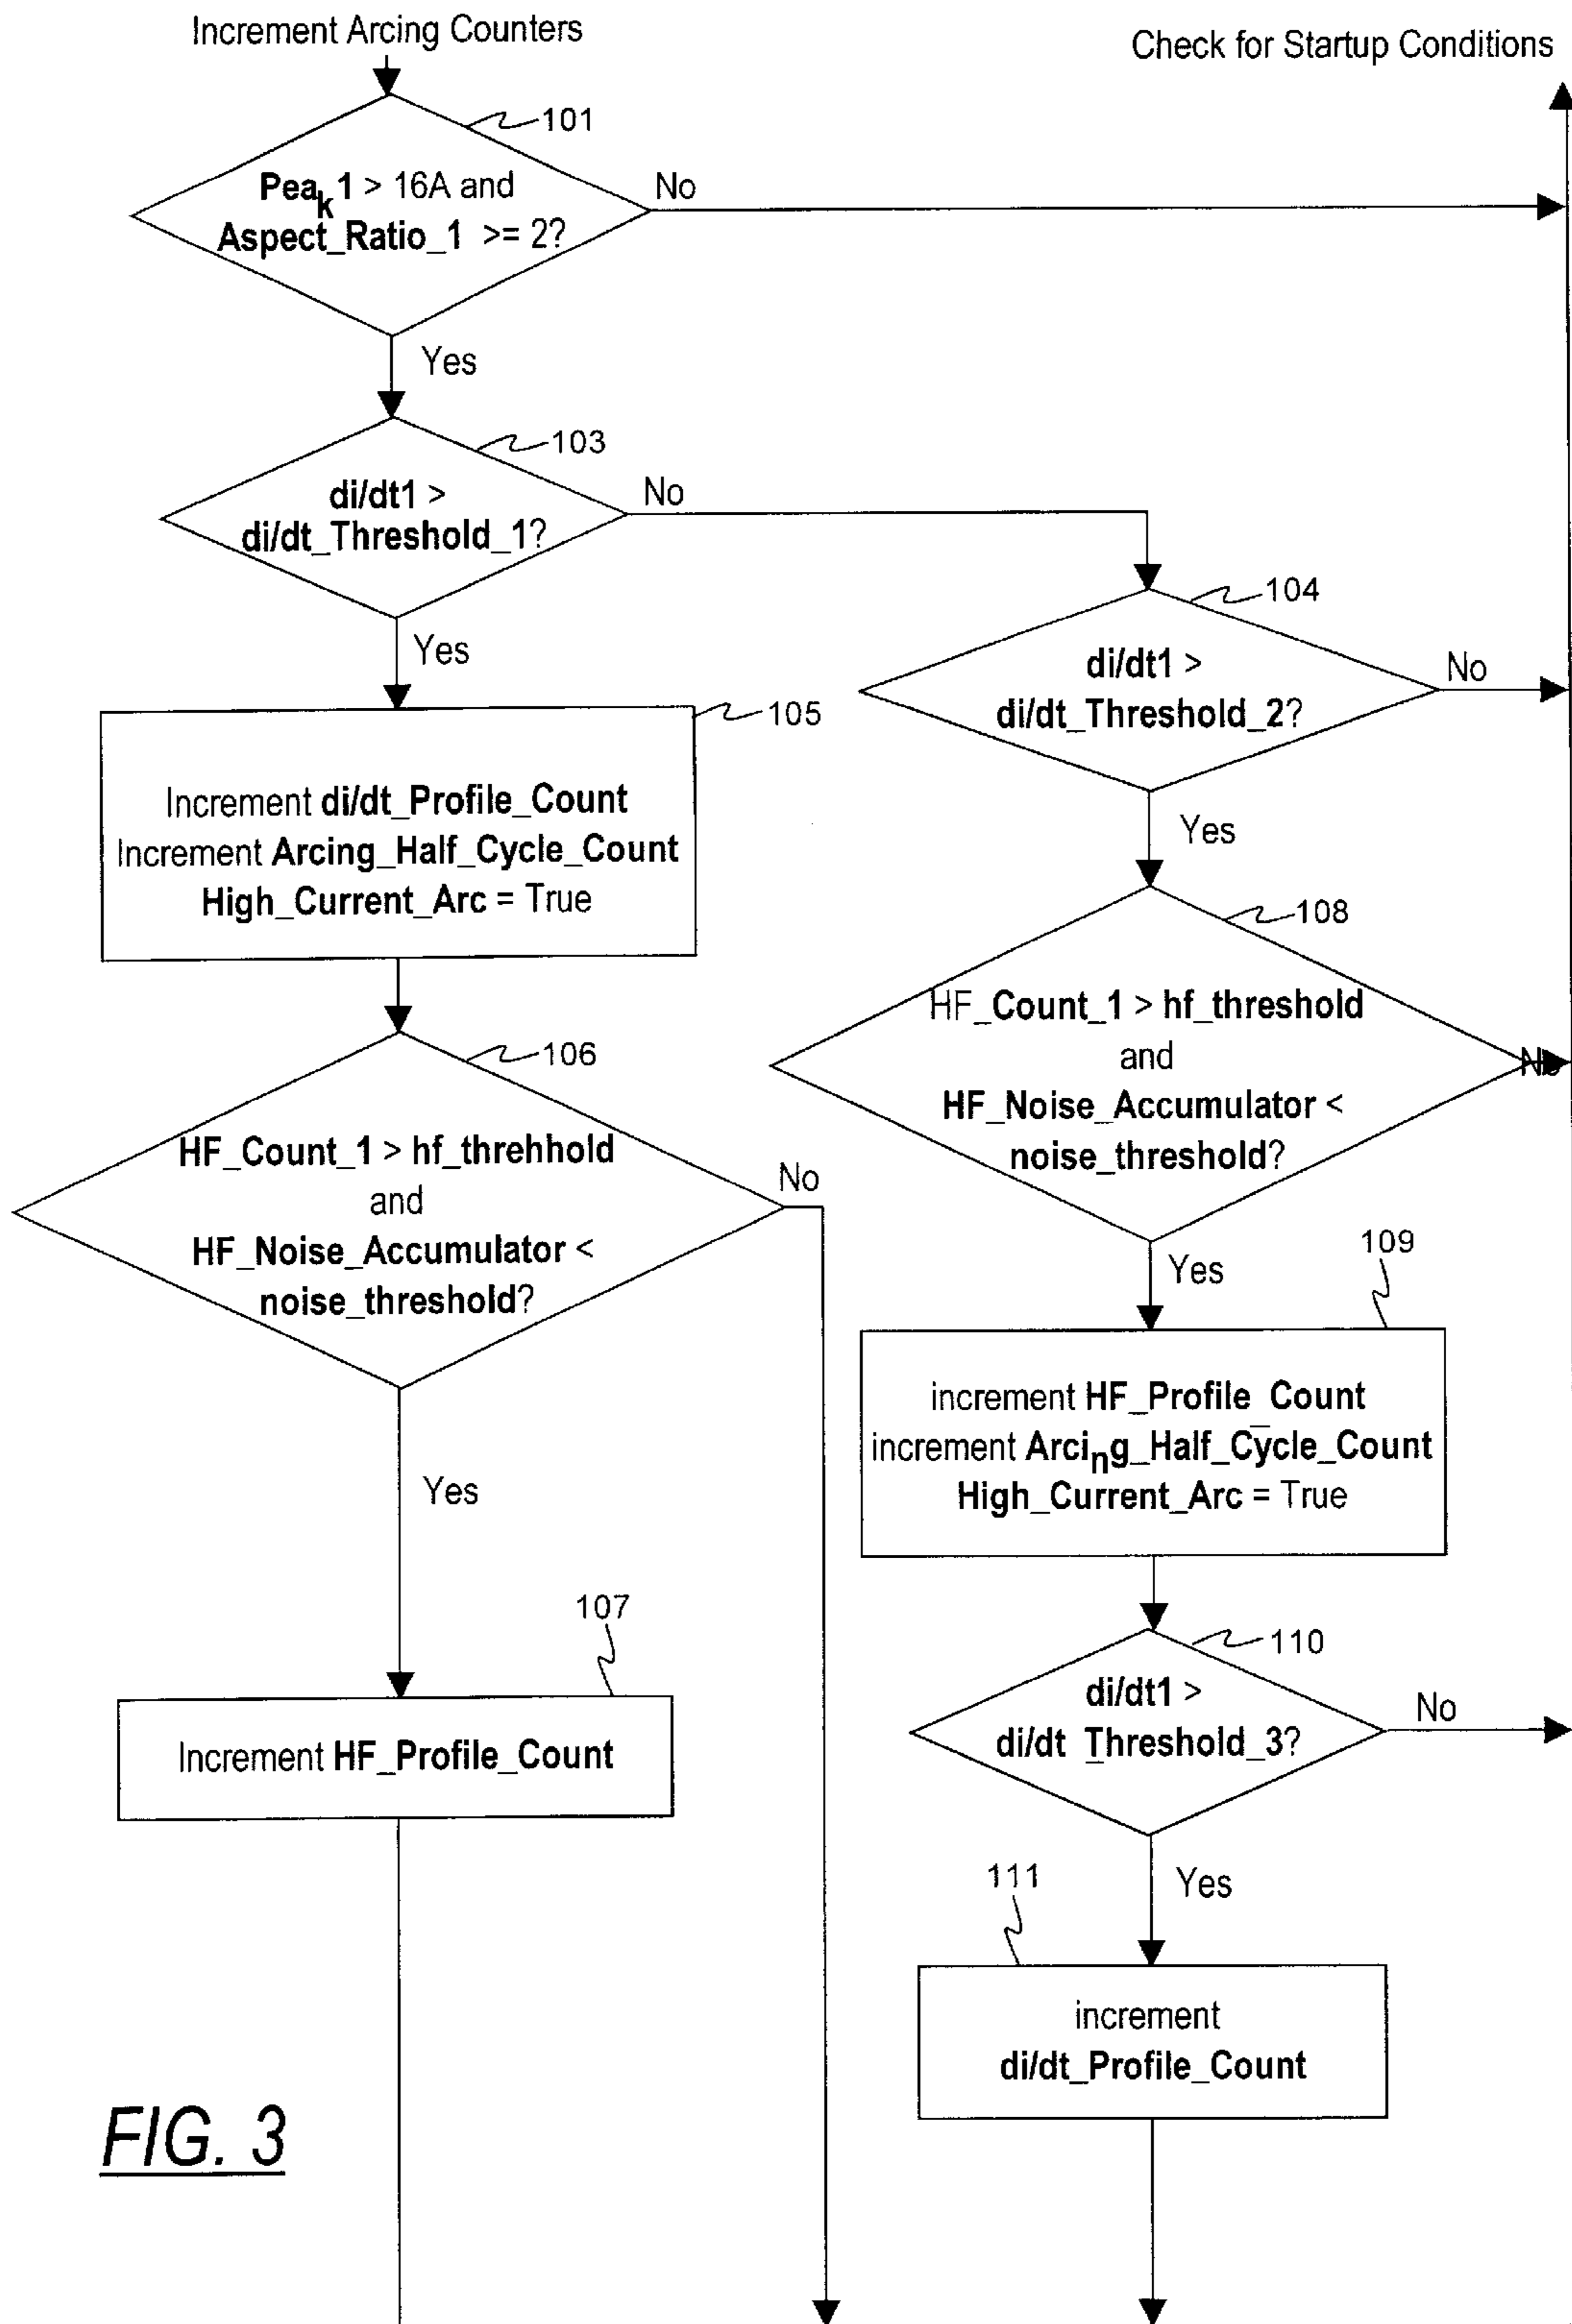 Increment Arcing Counters
Check for Startup Conditions
101
Peak1 > 16A and
Aspect_Ratio_1 >= 2?
No
Yes
103
di/dt1 >
di/dt_Threshold_1?
No
Yes
104
di/dt1 >
di/dt_Threshold_2?
No
Yes
105
Increment di/dt_Profile_Count
Increment Arcing_Half_Cycle_Count
High_Current_Arc = True
108
HF_Count_1 > hf_threshold
and
HF_Noise_Accumulator <
noise_threshold?
No
Yes
106
HF_Count_1 > hf_threhhold
and
HF_Noise_Accumulator <
noise_threshold?
No
Yes
109
increment HF_Profile_Count
increment Arcing_Half_Cycle_Count
High_Current_Arc = True
107
Increment HF_Profile_Count
110
di/dt1 >
di/dt_Threshold_3?
No
Yes
111
increment
di/dt_Profile_Count
FIG. 3